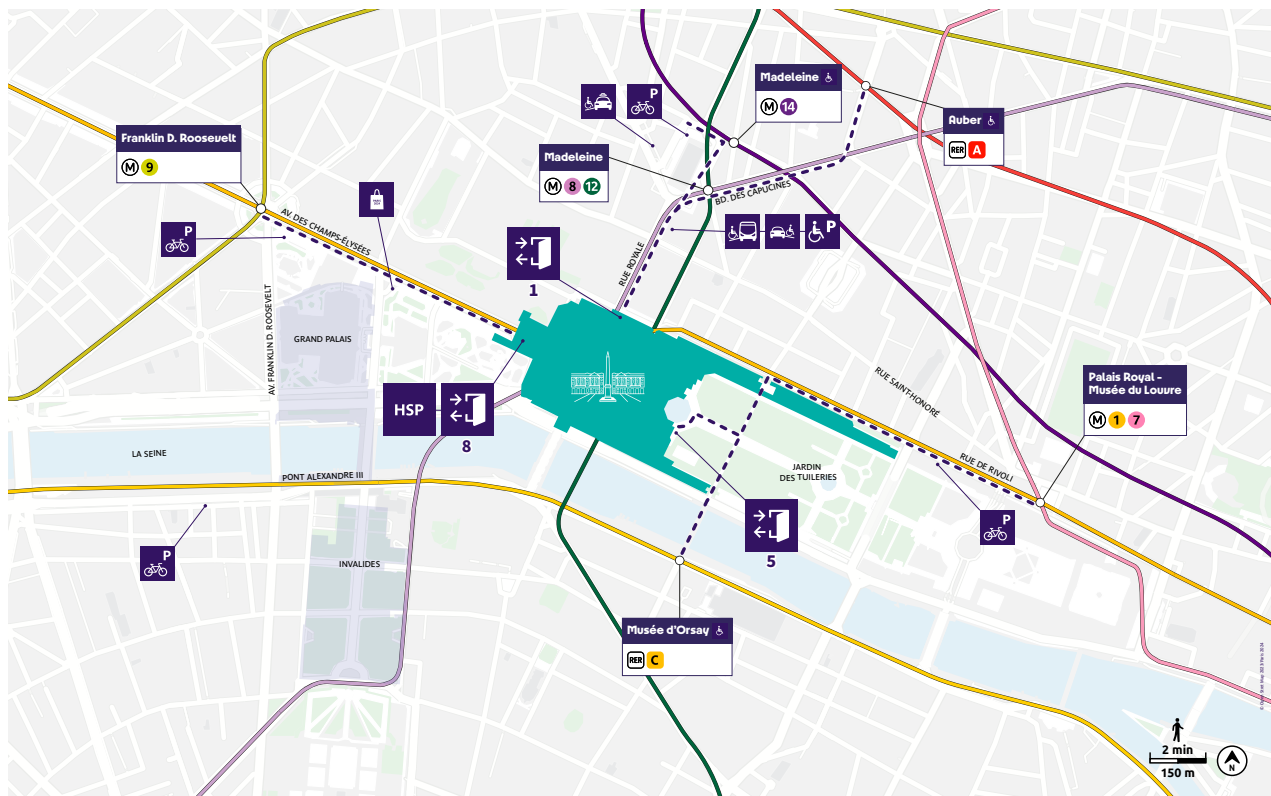 Madeleine
M 14
P
Auber
RER A
Franklin D. Roosevelt
M 9
Madeleine
M 8 12
BD. DES CAPUCINES
P
AV. DES CHAMPS-ÉLYSÉES
P
RUE ROYALE
1
AV. FRANKLIN D. ROOSEVELT
GRAND PALAIS
RUE SAINT-HONORÉ
Palais Royal -
Musée du Louvre
M 1 7
HSP
8
LA SEINE
PONT ALEXANDRE III
JARDIN
DES TUILERIES
RUE DE RIVOLI
P
5
P
INVALIDES
Musée d'Orsay
RER C
2 min
150 m
N